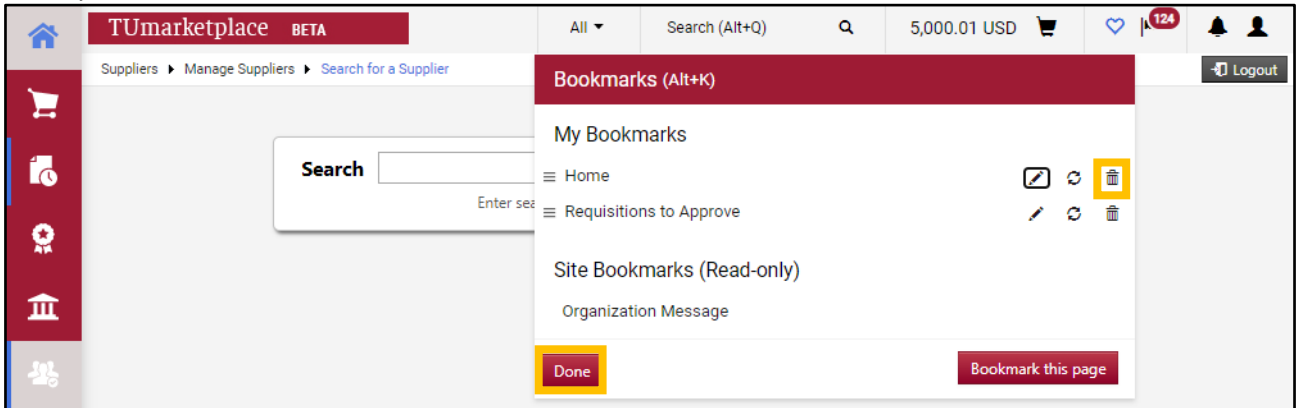 TUmarketplace BETA
All Search (Alt+Q) 5,000.01 USD 124
Suppliers Manage Suppliers Search for a Supplier
Logout
Bookmarks (Alt+K)
My Bookmarks
Search
Home
Enter
Requisitions to Approve
Site Bookmarks (Read-only)
Organization Message
Done Bookmark this page